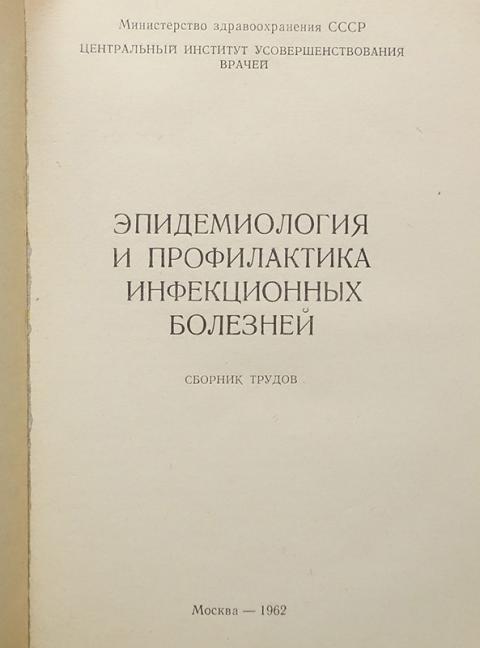 Министерство здравоохранения СССР
ЦЕНТРАЛЬНЫЙ ИНСТИТУТ УСОВЕРШЕНСТВОВАНИЯ
ВРАЧЕЙ
ЭПИДЕМИОЛОГИЯ
И ПРОФИЛАКТИКА
ИНФЕКЦИОННЫХ
БОЛЕЗНЕЙ
СБОРНИК ТРУДОВ
Москва — 1962